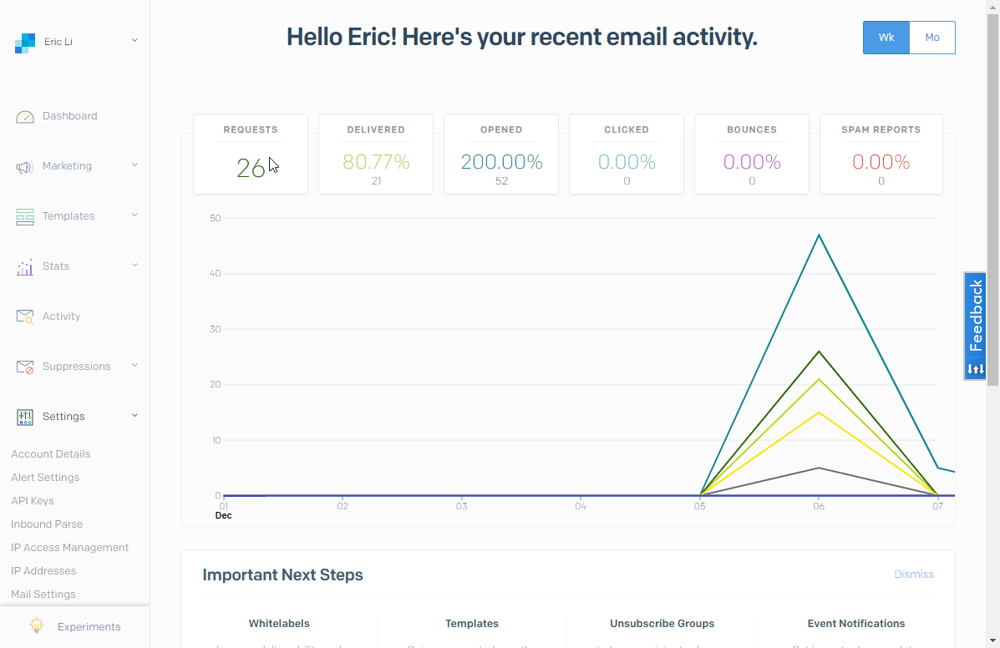 Eric Li
Hello Eric! Here's your recent email activity.
Wk
Mo
Dashboard
Marketing
Templates
Stats
Activity
Suppressions
Settings
Account Details
Alert Settings
API Keys
Inbound Parse
IP Access Management
IP Addresses
Mail Settings
Experiments
REQUESTS
26
DELIVERED
80.77%
21
OPENED
200.00%
52
CLICKED
0.00%
0
BOUNCES
0.00%
0
SPAM REPORTS
0.00%
0
50
40
30
20
10
0
01 02 03 04 05 06 07
Dec
Feedback
Important Next Steps
Dismiss
Whitelabels
Templates
Unsubscribe Groups
Event Notifications